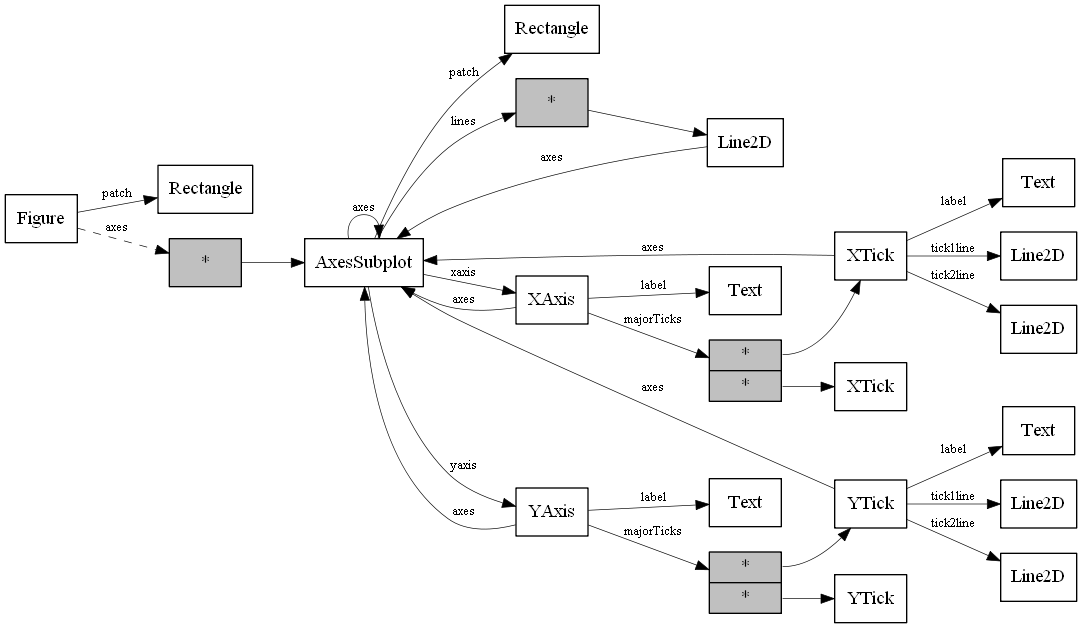 Rectangle
patch
*
lines
Line2D
axes
Rectangle
patch
Figure
axes
*
axes
AxesSubplot
xaxis
axes
XAxis
label
Text
majorTicks
*
*
axes
XTick
label
Text
tick1line
Line2D
tick2line
Line2D
XTick
axes
yaxis
axes
YAxis
label
Text
majorTicks
*
*
YTick
label
Text
tick1line
Line2D
tick2line
Line2D
YTick